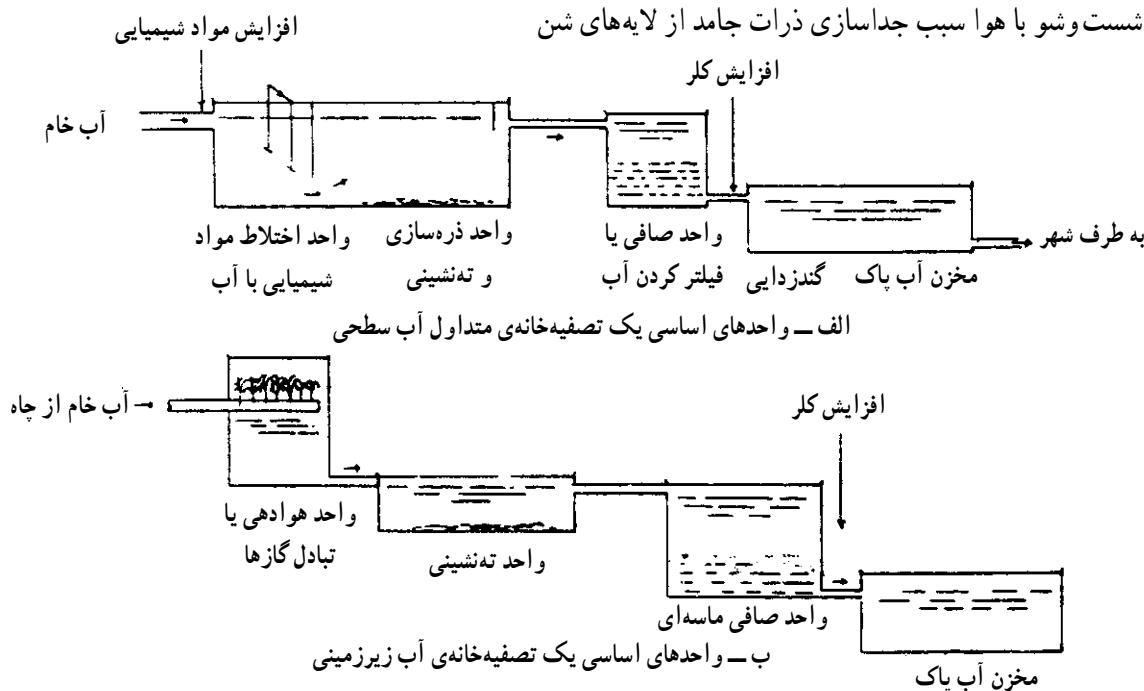 شست‌وشو با هوا سبب جداسازی ذرات جامد از لایه‌های شن
افزایش مواد شیمیایی
افزایش کلر
آب خام
به طرف شهر
واحد اختلاط مواد
شیمیایی با آب
واحد ذره‌سازی
و ته‌نشینی
واحد صافی یا
فیلتر کردن آب
گندزدایی
مخزن آب پاک
الف ــ واحدهای اساسی یک تصفیه‌خانه‌ی متداول آب سطحی
آب خام از چاه
افزایش کلر
واحد هوادهی یا
تبادل گازها
واحد ته‌نشینی
واحد صافی ماسه‌ای
مخزن آب پاک
ب ــ واحدهای اساسی یک تصفیه‌خانه‌ی آب زیرزمینی